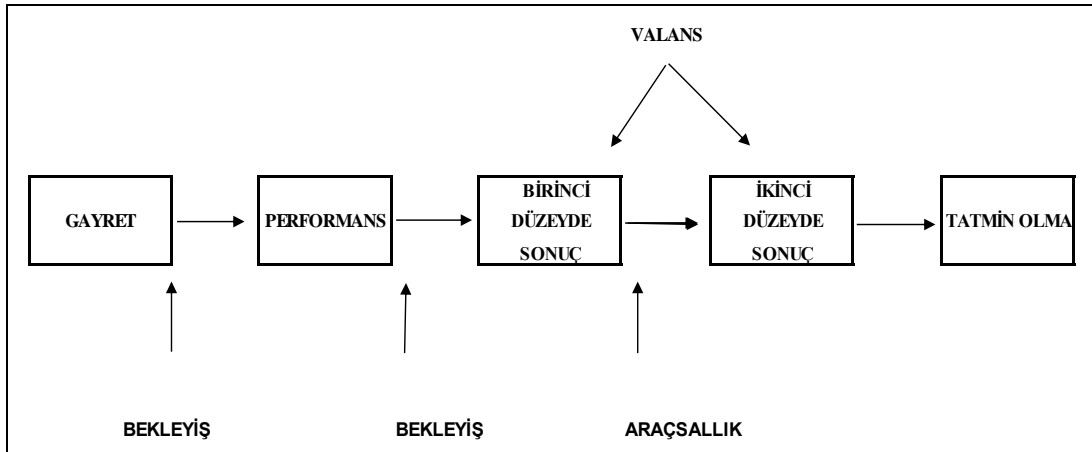 VALANS
GAYRET
PERFORMANS
BİRİNCİ
DÜZEYDE
SONUÇ
İKİNCİ
DÜZEYDE
SONUÇ
TATMİN OLMA
BEKLEYİŞ
BEKLEYİŞ
ARAÇSALLIK